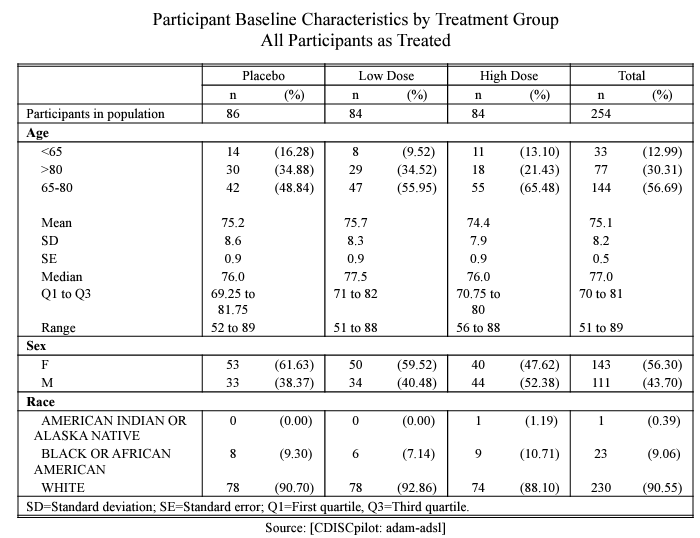 Participant Baseline Characteristics by Treatment Group
All Participants as Treated
Placebo Low Dose High Dose Total
n (%) n (%) n (%) n (%)
Participants in population 86 84 84 254
Age
<65 14 (16.28) 8 (9.52) 11 (13.10) 33 (12.99)
>80 30 (34.88) 29 (34.52) 18 (21.43) 77 (30.31)
65-80 42 (48.84) 47 (55.95) 55 (65.48) 144 (56.69)
Mean 75.2 75.7 74.4 75.1
SD 8.6 8.3 7.9 8.2
SE 0.9 0.9 0.9 0.5
Median 76.0 77.5 76.0 77.0
Q1 to Q3 69.25 to 71 to 82 70.75 to 70 to 81
81.75 80
Range 52 to 89 51 to 88 56 to 88 51 to 89
Sex
F 53 (61.63) 50 (59.52) 40 (47.62) 143 (56.30)
M 33 (38.37) 34 (40.48) 44 (52.38) 111 (43.70)
Race
AMERICAN INDIAN OR 0 (0.00) 0 (0.00) 1 (1.19) 1 (0.39)
ALASKA NATIVE
BLACK OR AFRICAN 8 (9.30) 6 (7.14) 9 (10.71) 23 (9.06)
AMERICAN
WHITE 78 (90.70) 78 (92.86) 74 (88.10) 230 (90.55)
SD=Standard deviation; SE=Standard error; Q1=First quartile, Q3=Third quartile.
Source: [CDISCpilot: adam-adsl]